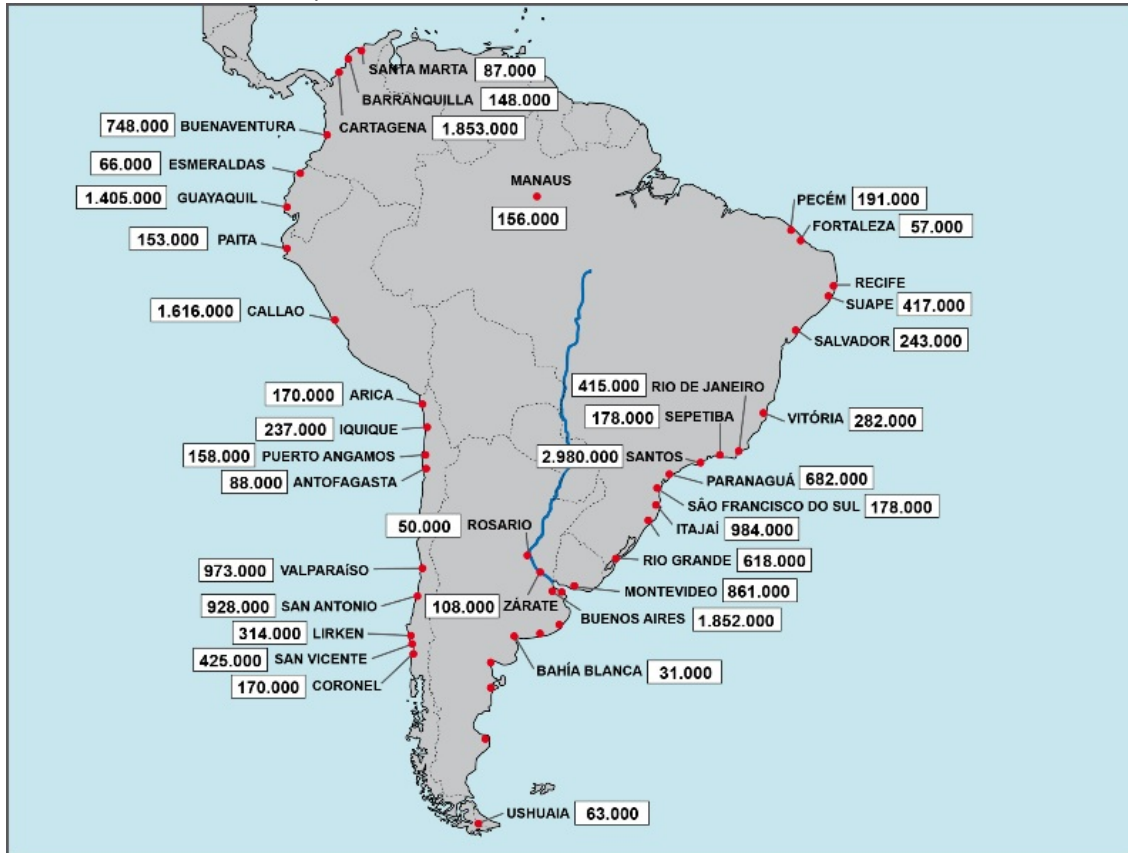 SANTA MARTA 87.000
BARRANQUILLA 148.000
CARTAGENA 1.853.000
748.000 BUENAVENTURA
66.000 ESMERALDAS
1.405.000 GUAYAQUIL
153.000 PAITA
MANAUS
156.000
PECÉM 191.000
FORTALEZA 57.000
RECIFE
SUAPE 417.000
SALVADOR 243.000
1.616.000 CALLAO
170.000 ARICA
237.000 IQUIQUE
158.000 PUERTO ANGAMOS
88.000 ANTOFAGASTA
415.000 RIO DE JANEIRO
178.000 SEPETIBA
VITÓRIA 282.000
2.980.000 SANTOS
PARANAGUÁ 682.000
SÂO FRANCISCO DO SUL 178.000
ITAJAÍ 984.000
50.000 ROSARIO
RIO GRANDE 618.000
973.000 VALPARAíSO
MONTEVIDEO 861.000
928.000 SAN ANTONIO
108.000 ZÁRATE
BUENOS AIRES 1.852.000
314.000 LIRKEN
425.000 SAN VICENTE
170.000 CORONEL
BAHÍA BLANCA 31.000
USHUAIA 63.000